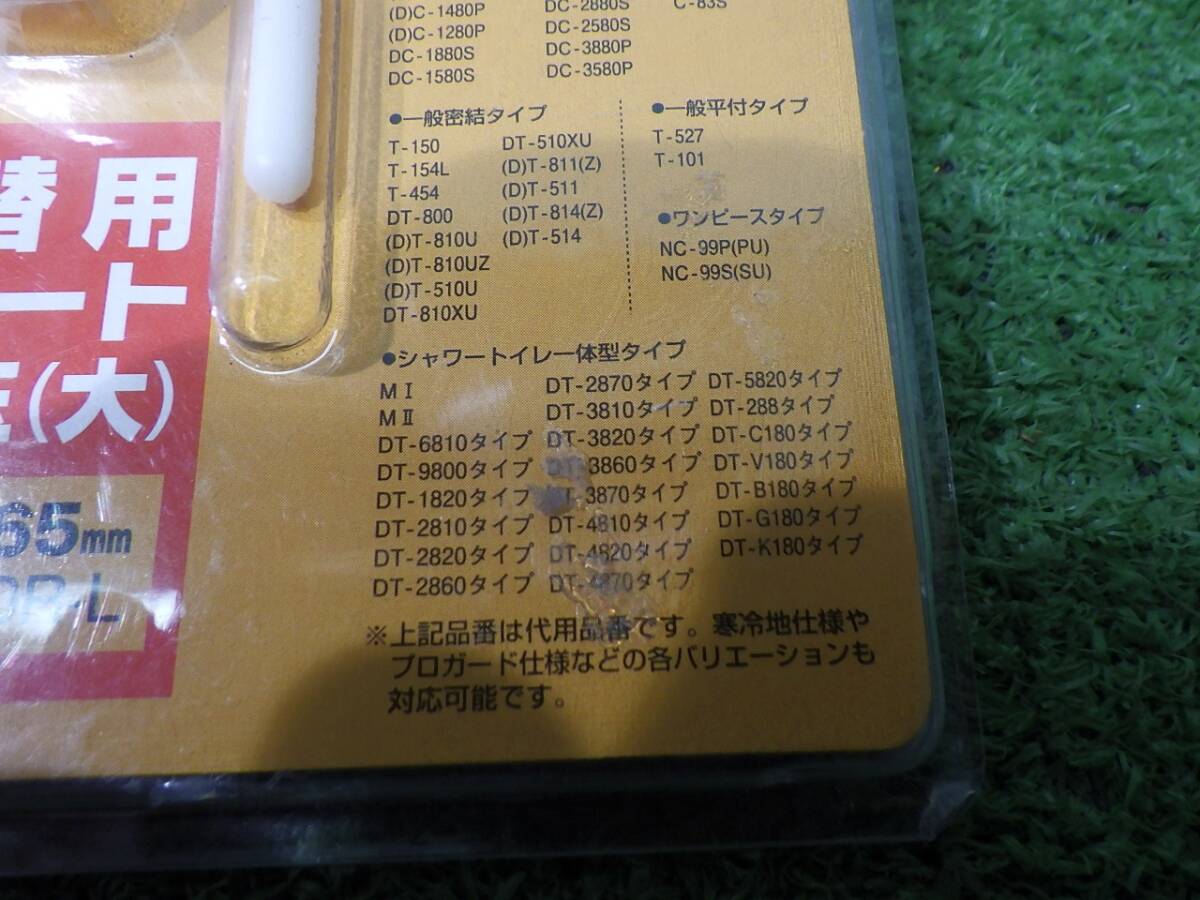 (D)C-1480P
(D)C-1280P
DC-1880S
DC-1580S
DC-2880S
DC-2580S
DC-3880P
DC-3580P
C-83S
●一般密結タイプ
T-150
T-154L
T-454
DT-800
(D)T-810U
(D)T-810UZ
(D)T-510U
DT-810XU
DT-510XU
(D)T-811(Z)
(D)T-511
(D)T-814(Z)
(D)T-514
●一般平付タイプ
T-527
T-101
●ワンピースタイプ
NC-99P(PU)
NC-99S(SU)
●シャワートイレ一体型タイプ
MⅠ
MⅡ
DT-6810タイプ
DT-9800タイプ
DT-1820タイプ
DT-2810タイプ
DT-2820タイプ
DT-2860タイプ
DT-2870タイプ
DT-3810タイプ
DT-3820タイプ
DT-3860タイプ
DT-3870タイプ
DT-4810タイプ
DT-4820タイプ
DT-4870タイプ
DT-5820タイプ
DT-288タイプ
DT-C180タイプ
DT-V180タイプ
DT-B180タイプ
DT-G180タイプ
DT-K180タイプ
※上記品番は代用品番です。寒冷地仕様や
プロガード仕様などの各バリエーションも
対応可能です。
替用
ート
玉(大)
65mm